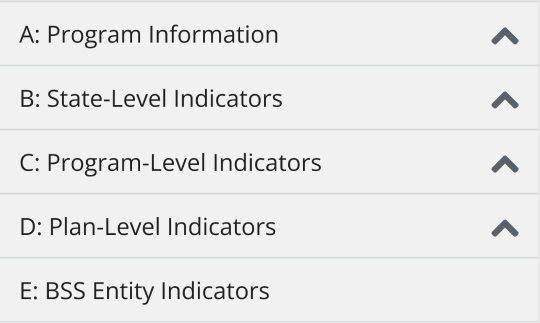 A: Program Information
B: State-Level Indicators
C: Program-Level Indicators
D: Plan-Level Indicators
E: BSS Entity Indicators